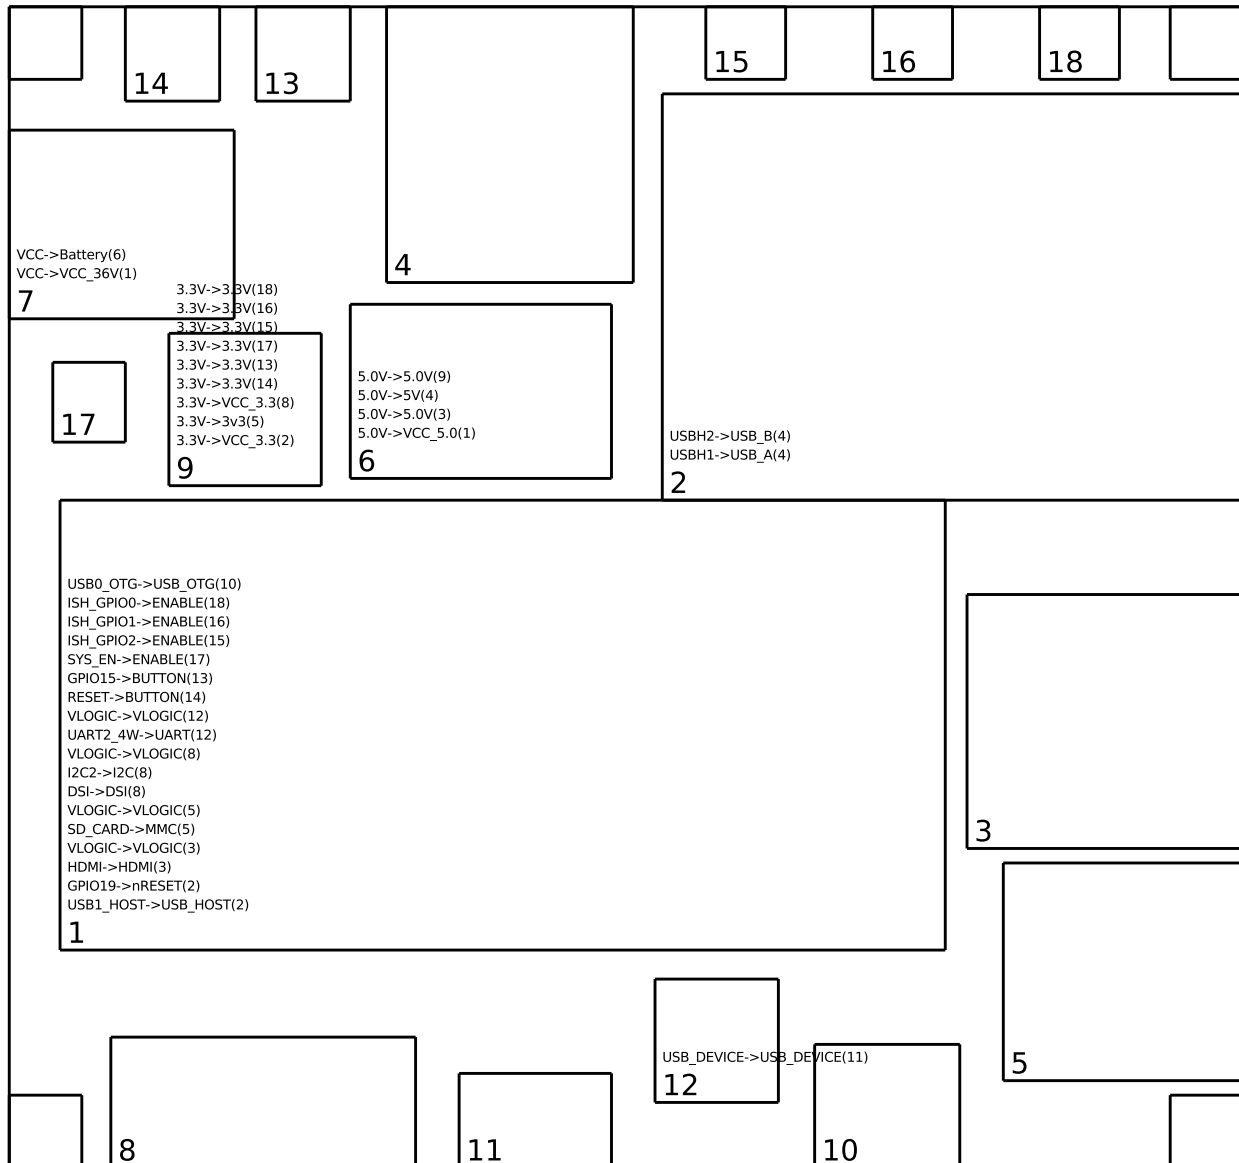 14
13
15
16
18
4
VCC->Battery(6)
VCC->VCC_36V(1)
7
3.3V->3.3V(18)
3.3V->3.3V(16)
3.3V->3.3V(15)
3.3V->3.3V(17)
3.3V->3.3V(13)
3.3V->3.3V(14)
3.3V->VCC_3.3(8)
3.3V->3v3(5)
3.3V->VCC_3.3(2)
9
17
5.0V->5.0V(9)
5.0V->5V(4)
5.0V->5.0V(3)
5.0V->VCC_5.0(1)
6
USBH2->USB_B(4)
USBH1->USB_A(4)
2
USB0_OTG->USB_OTG(10)
ISH_GPIO0->ENABLE(18)
ISH_GPIO1->ENABLE(16)
ISH_GPIO2->ENABLE(15)
SYS_EN->ENABLE(17)
GPIO15->BUTTON(13)
RESET->BUTTON(14)
VLOGIC->VLOGIC(12)
UART2_4W->UART(12)
VLOGIC->VLOGIC(8)
I2C2->I2C(8)
DSI->DSI(8)
VLOGIC->VLOGIC(5)
SD_CARD->MMC(5)
VLOGIC->VLOGIC(3)
HDMI->HDMI(3)
GPIO19->nRESET(2)
USB1_HOST->USB_HOST(2)
1
3
5
USB_DEVICE->USB_DEVICE(11)
12
8
11
10